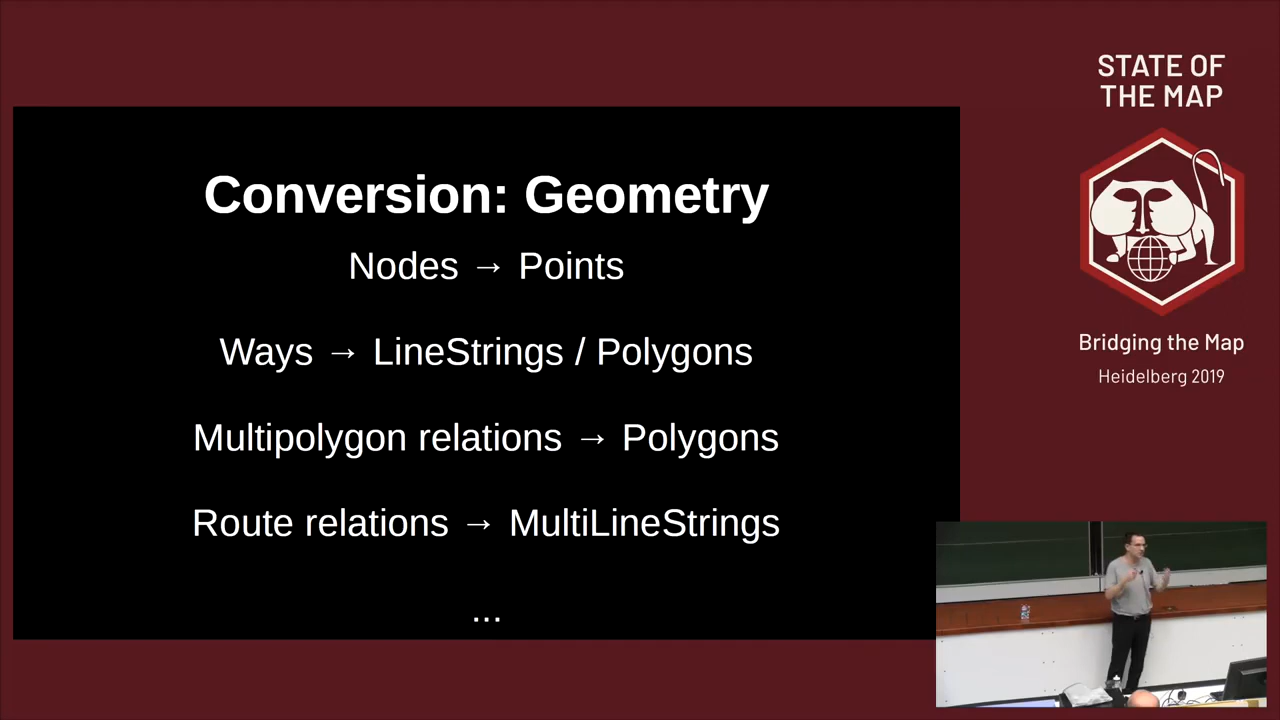 STATE OF
THE MAP
Conversion: Geometry
Nodes → Points
Ways → LineStrings / Polygons
Multipolygon relations → Polygons
Route relations → MultiLineStrings
...
Bridging the Map
Heidelberg 2019